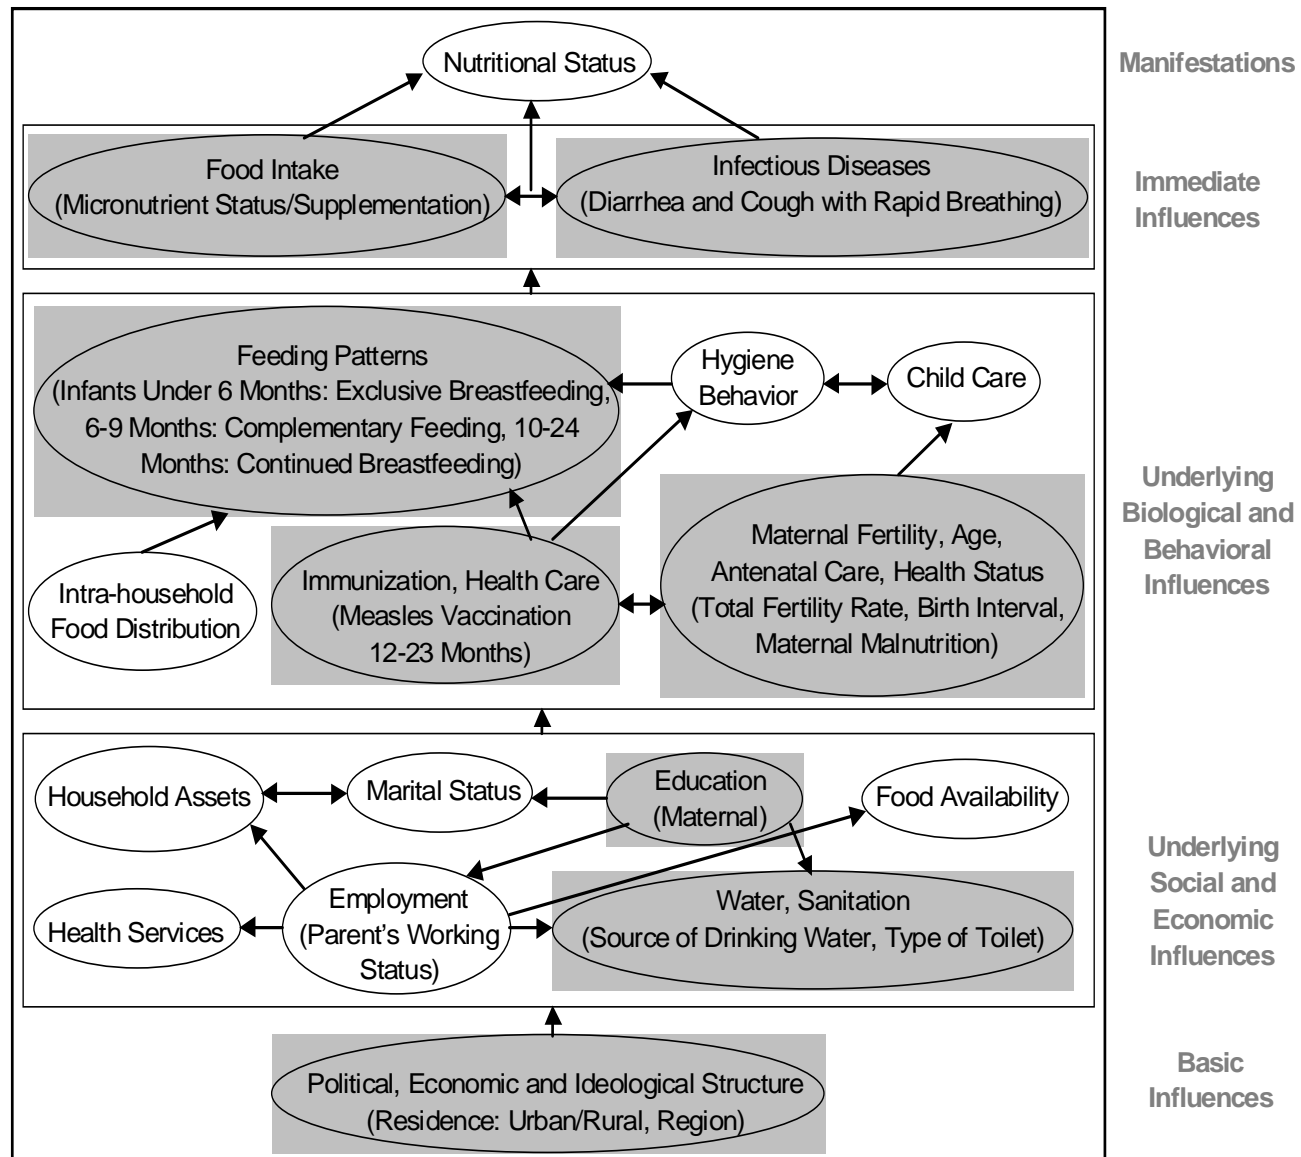 Nutritional Status
Manifestations
Food Intake
(Micronutrient Status/Supplementation)
Infectious Diseases
(Diarrhea and Cough with Rapid Breathing)
Immediate
Influences
Feeding Patterns
(Infants Under 6 Months: Exclusive Breastfeeding,
6-9 Months: Complementary Feeding, 10-24
Months: Continued Breastfeeding)
Hygiene
Behavior
Child Care
Intra-household
Food Distribution
Immunization, Health Care
(Measles Vaccination
12-23 Months)
Maternal Fertility, Age,
Antenatal Care, Health Status
(Total Fertility Rate, Birth Interval,
Maternal Malnutrition)
Underlying
Biological and
Behavioral
Influences
Household Assets
Marital Status
Education
(Maternal)
Food Availability
Health Services
Employment
(Parent's Working
Status)
Water, Sanitation
(Source of Drinking Water, Type of Toilet)
Underlying
Social and
Economic
Influences
Political, Economic and Ideological Structure
(Residence: Urban/Rural, Region)
Basic
Influences